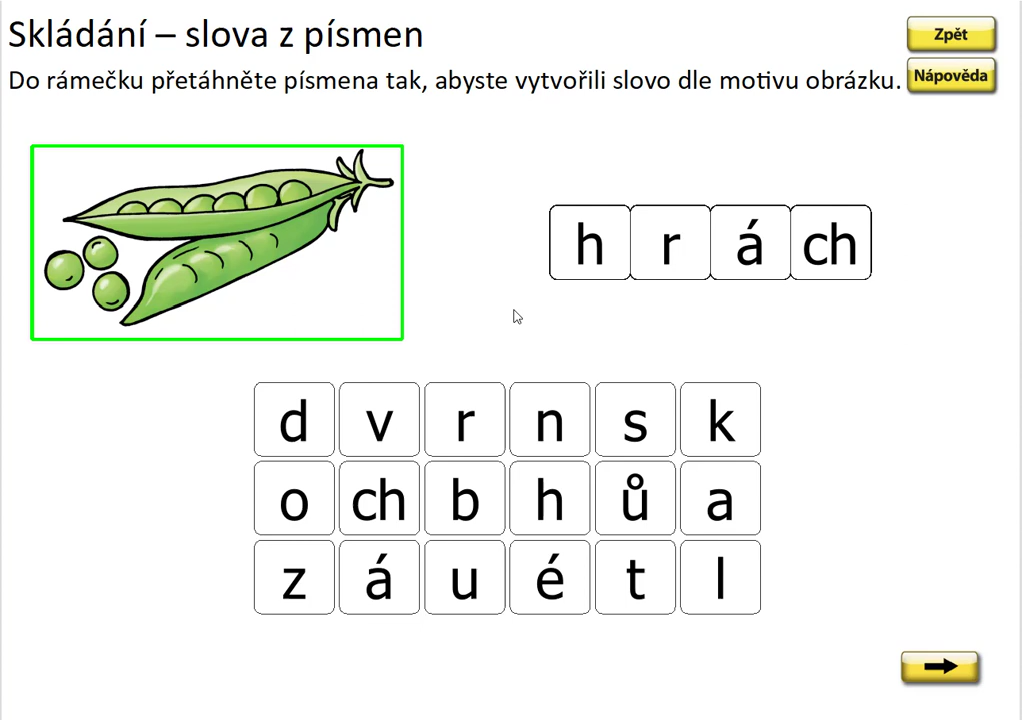 Skládání – slova z písmen
Zpět
Do rámečku přetáhněte písmena tak, abyste vytvořili slovo dle motivu obrázku.
Nápověda
h r á ch
d v r n s k
o ch b h ů a
z á u é t l